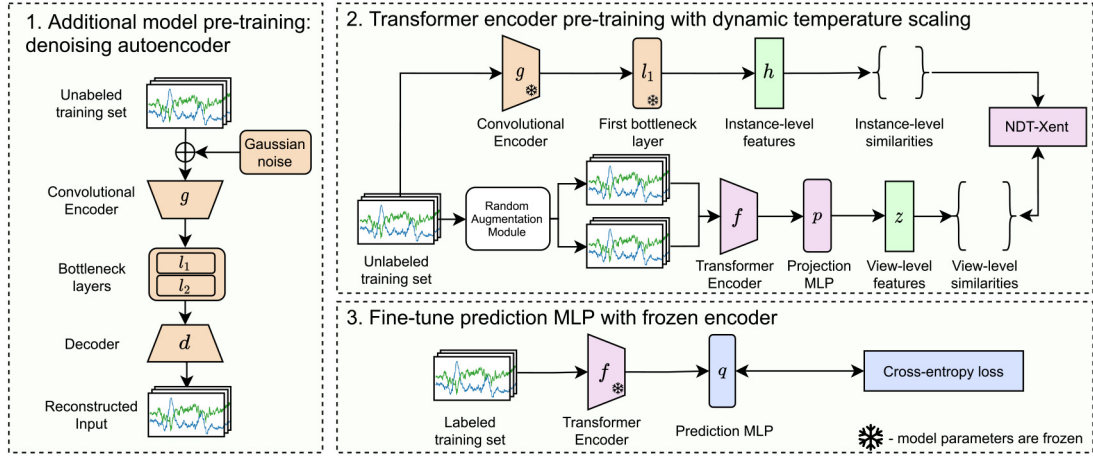 1. Additional model pre-training:
denoising autoencoder
Unabeled
training set
Gaussian
noise
Convolutional
Encoder
g
Bottleneck
layers
l1
l2
Decoder
d
Reconstructed
Input
2. Transformer encoder pre-training with dynamic temperature scaling
g
l1
h
Convolutional
Encoder
First bottleneck
layer
Instance-level
features
Instance-level
similarities
NDT-Xent
Unlabeled
training set
Random
Augmentation
Module
f
p
z
Transformer
Encoder
Projection
MLP
View-level
features
View-level
similarities
3. Fine-tune prediction MLP with frozen encoder
Labeled
training set
f
Transformer
Encoder
q
Prediction MLP
Cross-entropy loss
- model parameters are frozen